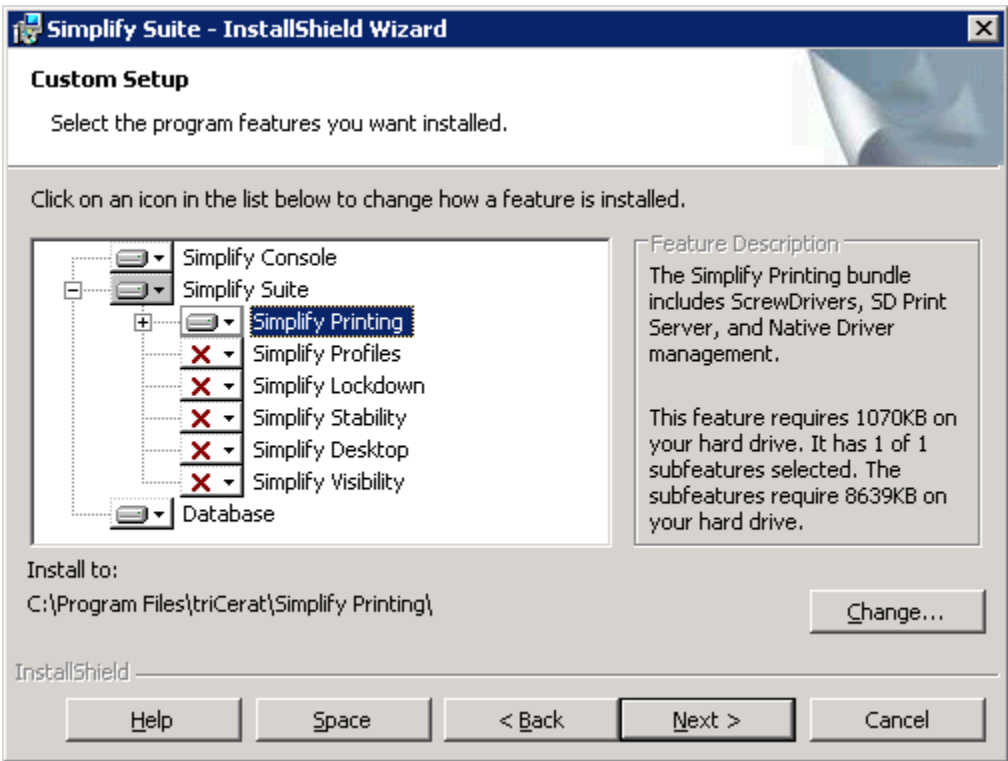 Simplify Suite - InstallShield Wizard
Custom Setup
Select the program features you want installed.
Click on an icon in the list below to change how a feature is installed.
Simplify Console
Simplify Suite
Simplify Printing
Simplify Profiles
Simplify Lockdown
Simplify Stability
Simplify Desktop
Simplify Visibility
Database
Feature Description
The Simplify Printing bundle
includes ScrewDrivers, SD Print
Server, and Native Driver
management.
This feature requires 1070KB on
your hard drive. It has 1 of 1
subfeatures selected. The
subfeatures require 8639KB on
your hard drive.
Install to:
C:\Program Files\triCerat\Simplify Printing\
Change...
InstallShield
Help
Space
< Back
Next >
Cancel